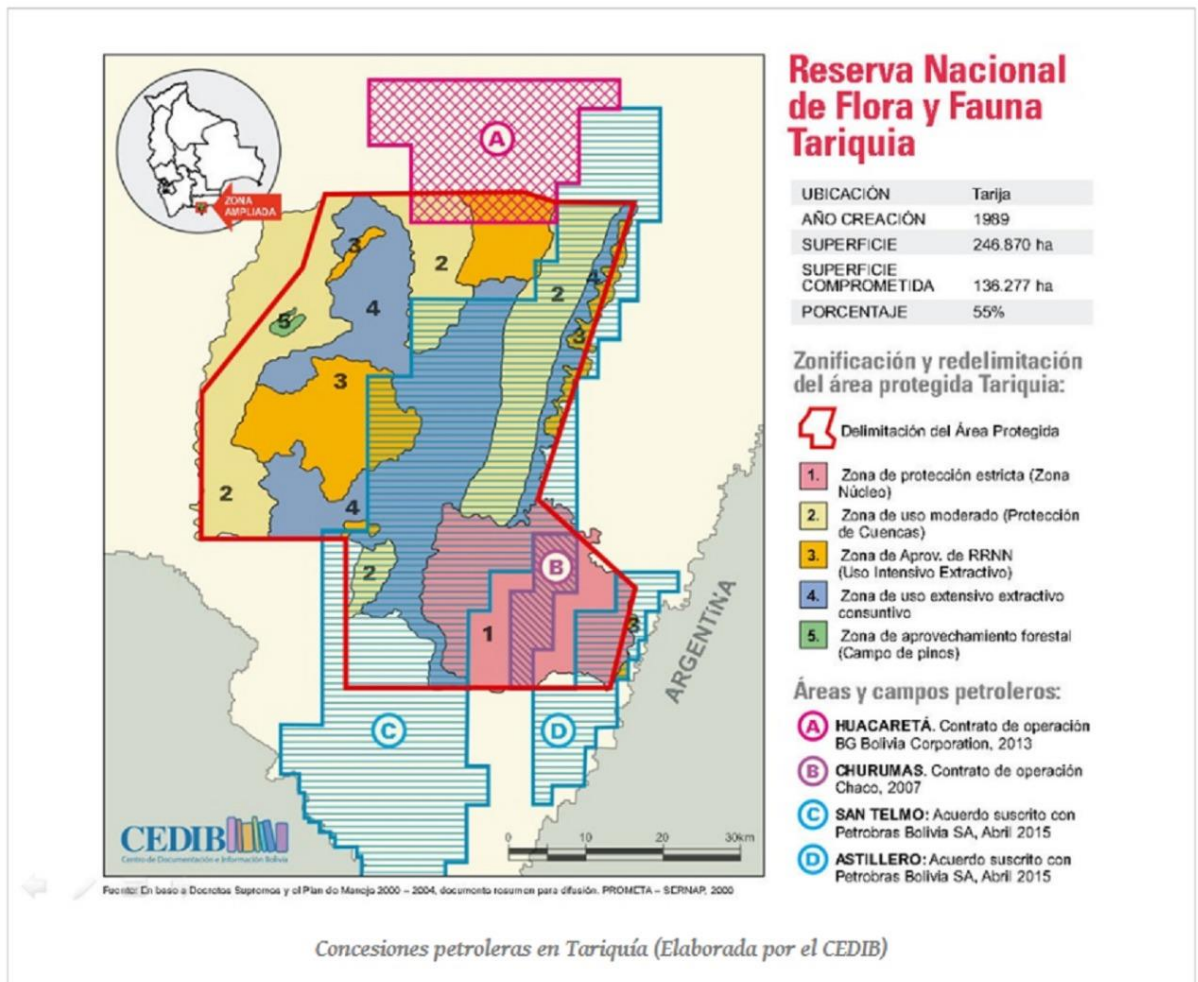 Reserva Nacional
de Flora y Fauna
Tariquia
UBICACIÓN Tarija
AÑO CREACIÓN 1989
SUPERFICIE 246.870 ha
SUPERFICIE
COMPROMETIDA 136.277 ha
PORCENTAJE 55%
Zonificación y redelimitación
del área protegida Tariquia:
Delimitación del Área Protegida
1. Zona de protección estricta (Zona
Núcleo)
2. Zona de uso moderado (Protección
de Cuencas)
3. Zona de Aprov. de RRNN
(Uso Intensivo Extractivo)
4. Zona de uso extensivo extractivo
consuntivo
5. Zona de aprovechamiento forestal
(Campo de pinos)
Áreas y campos petroleros:
A HUACARETÁ. Contrato de operación
BG Bolivia Corporation, 2013
B CHURUMAS. Contrato de operación
Chaco, 2007
C SAN TELMO: Acuerdo suscrito con
Petrobras Bolivia SA, Abril 2015
D ASTILLERO: Acuerdo suscrito con
Petrobras Bolivia SA, Abril 2015
ZONA
AMPLIADA
A
3
2
4
2
4
5
3
3
2
4
2
B
1
3
C
D
ARGENTINA
CEDIB
Centro de Documentación e Información Bolivia
0 10 20 30km
Fuente: En base a Decretos Supremos y el Plan de Manejo 2000 – 2004, documento resumen para difusión. PROMETA – SERNAP, 2000
Concesiones petroleras en Tariquía (Elaborada por el CEDIB)